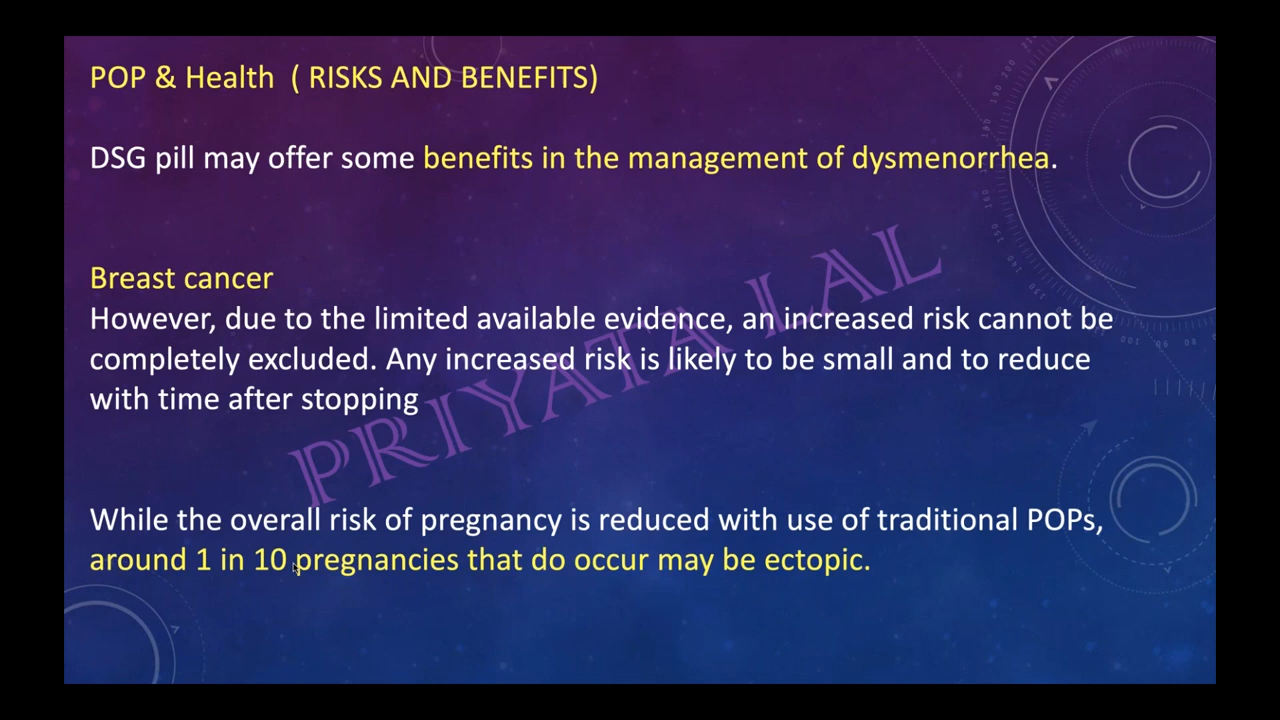 POP & Health ( RISKS AND BENEFITS)
DSG pill may offer some benefits in the management of dysmenorrhea.
Breast cancer
However, due to the limited available evidence, an increased risk cannot be
completely excluded. Any increased risk is likely to be small and to reduce
with time after stopping
PRIYATA LAL
While the overall risk of pregnancy is reduced with use of traditional POPs,
around 1 in 10 pregnancies that do occur may be ectopic.